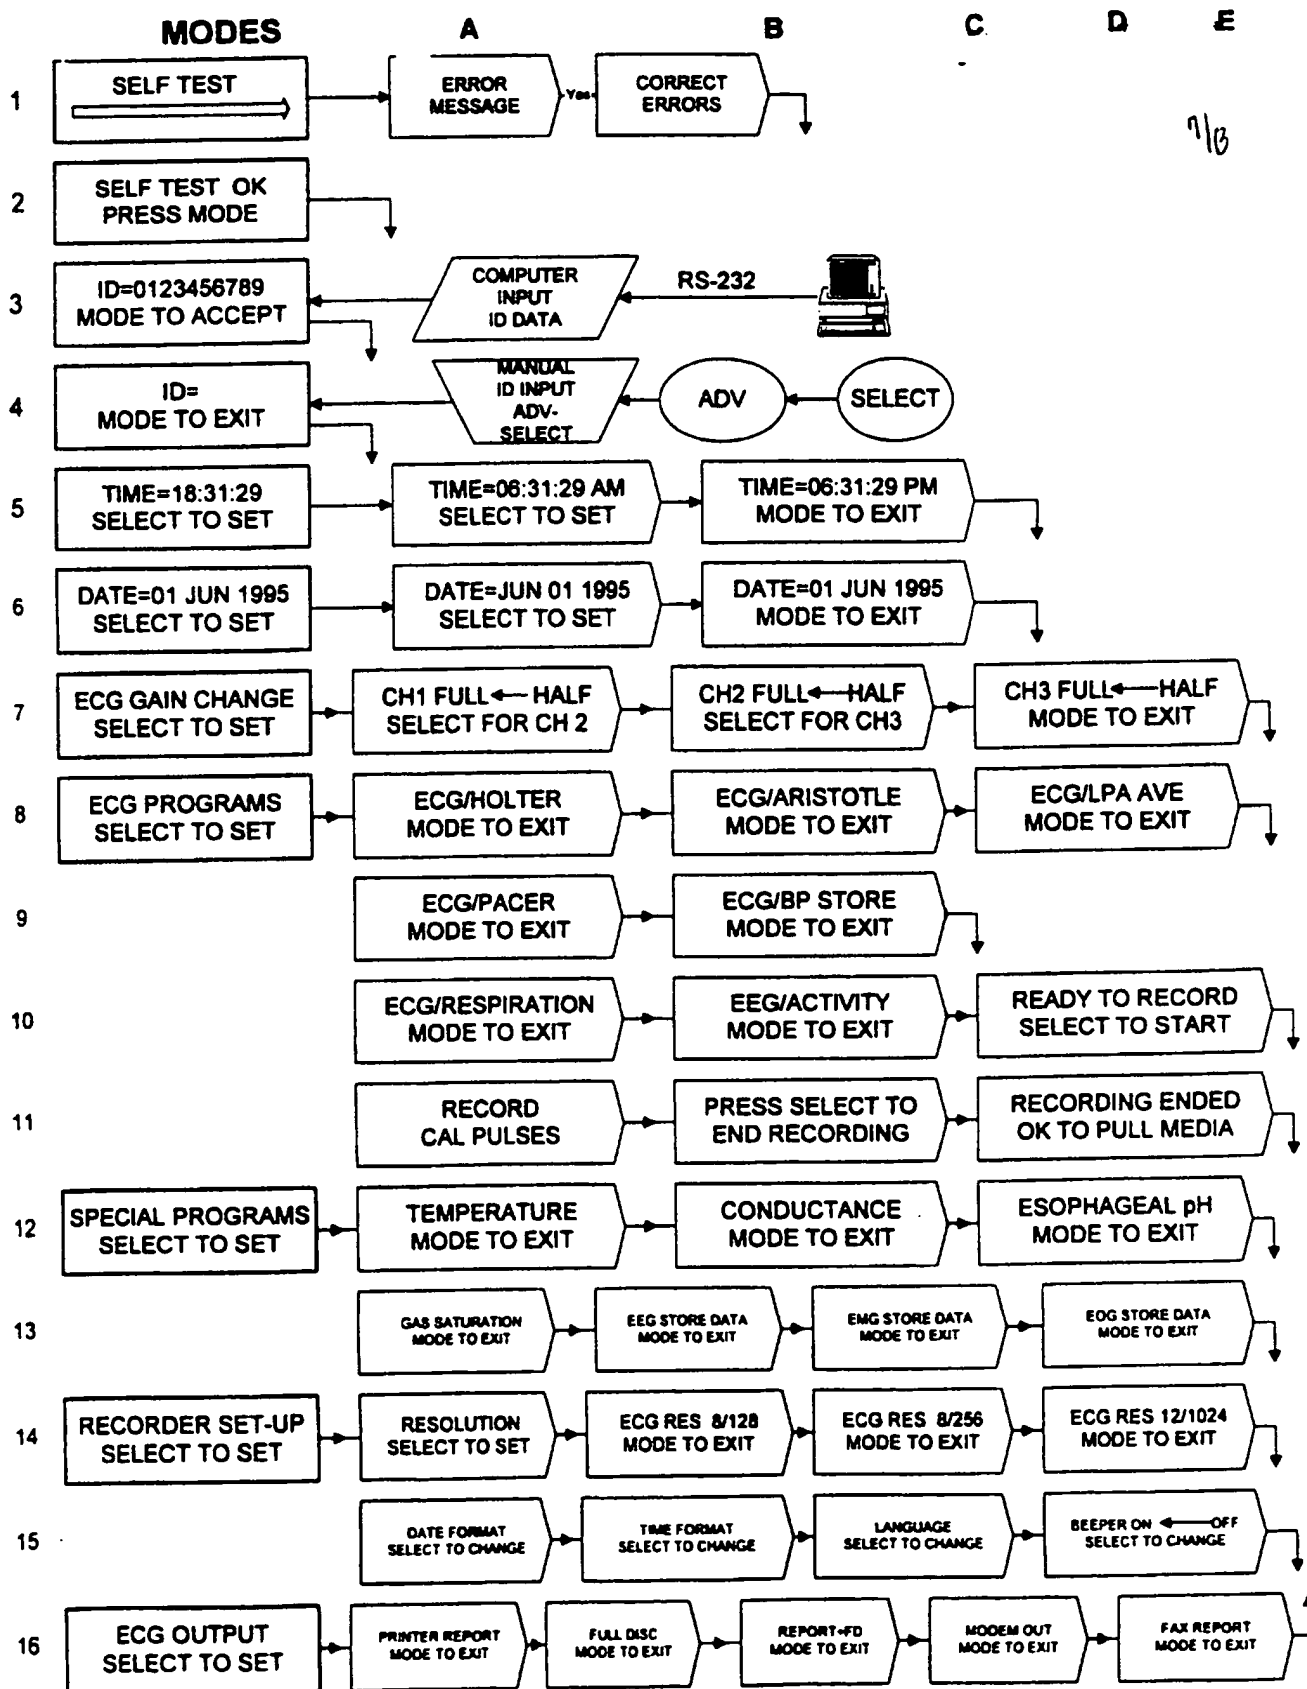 MODES A B C D E
1
SELF TEST
ERROR
MESSAGE
Yes
CORRECT
ERRORS
2
SELF TEST OK
PRESS MODE
3
ID=0123456789
MODE TO ACCEPT
COMPUTER
INPUT
ID DATA
RS-232
4
ID=
MODE TO EXIT
MANUAL
ID INPUT
ADV-
SELECT
ADV
SELECT
5
TIME=18:31:29
SELECT TO SET
TIME=06:31:29 AM
SELECT TO SET
TIME=06:31:29 PM
MODE TO EXIT
6
DATE=01 JUN 1995
SELECT TO SET
DATE=JUN 01 1995
SELECT TO SET
DATE=01 JUN 1995
MODE TO EXIT
7
ECG GAIN CHANGE
SELECT TO SET
CH1 FULL HALF
SELECT FOR CH 2
CH2 FULL HALF
SELECT FOR CH3
CH3 FULL HALF
MODE TO EXIT
8
ECG PROGRAMS
SELECT TO SET
ECG/HOLTER
MODE TO EXIT
ECG/ARISTOTLE
MODE TO EXIT
ECG/LPA AVE
MODE TO EXIT
9
ECG/PACER
MODE TO EXIT
ECG/BP STORE
MODE TO EXIT
10
ECG/RESPIRATION
MODE TO EXIT
EEG/ACTIVITY
MODE TO EXIT
READY TO RECORD
SELECT TO START
11
RECORD
CAL PULSES
PRESS SELECT TO
END RECORDING
RECORDING ENDED
OK TO PULL MEDIA
12
SPECIAL PROGRAMS
SELECT TO SET
TEMPERATURE
MODE TO EXIT
CONDUCTANCE
MODE TO EXIT
ESOPHAGEAL pH
MODE TO EXIT
13
GAS SATURATION
MODE TO EXIT
EEG STORE DATA
MODE TO EXIT
EMG STORE DATA
MODE TO EXIT
EOG STORE DATA
MODE TO EXIT
14
RECORDER SET-UP
SELECT TO SET
RESOLUTION
SELECT TO SET
ECG RES 8/128
MODE TO EXIT
ECG RES 8/256
MODE TO EXIT
ECG RES 12/1024
MODE TO EXIT
15
DATE FORMAT
SELECT TO CHANGE
TIME FORMAT
SELECT TO CHANGE
LANGUAGE
SELECT TO CHANGE
BEEPER ON OFF
SELECT TO CHANGE
16
ECG OUTPUT
SELECT TO SET
PRINTER REPORT
MODE TO EXIT
FULL DISC
MODE TO EXIT
REPORT+FD
MODE TO EXIT
MODEM OUT
MODE TO EXIT
FAX REPORT
MODE TO EXIT